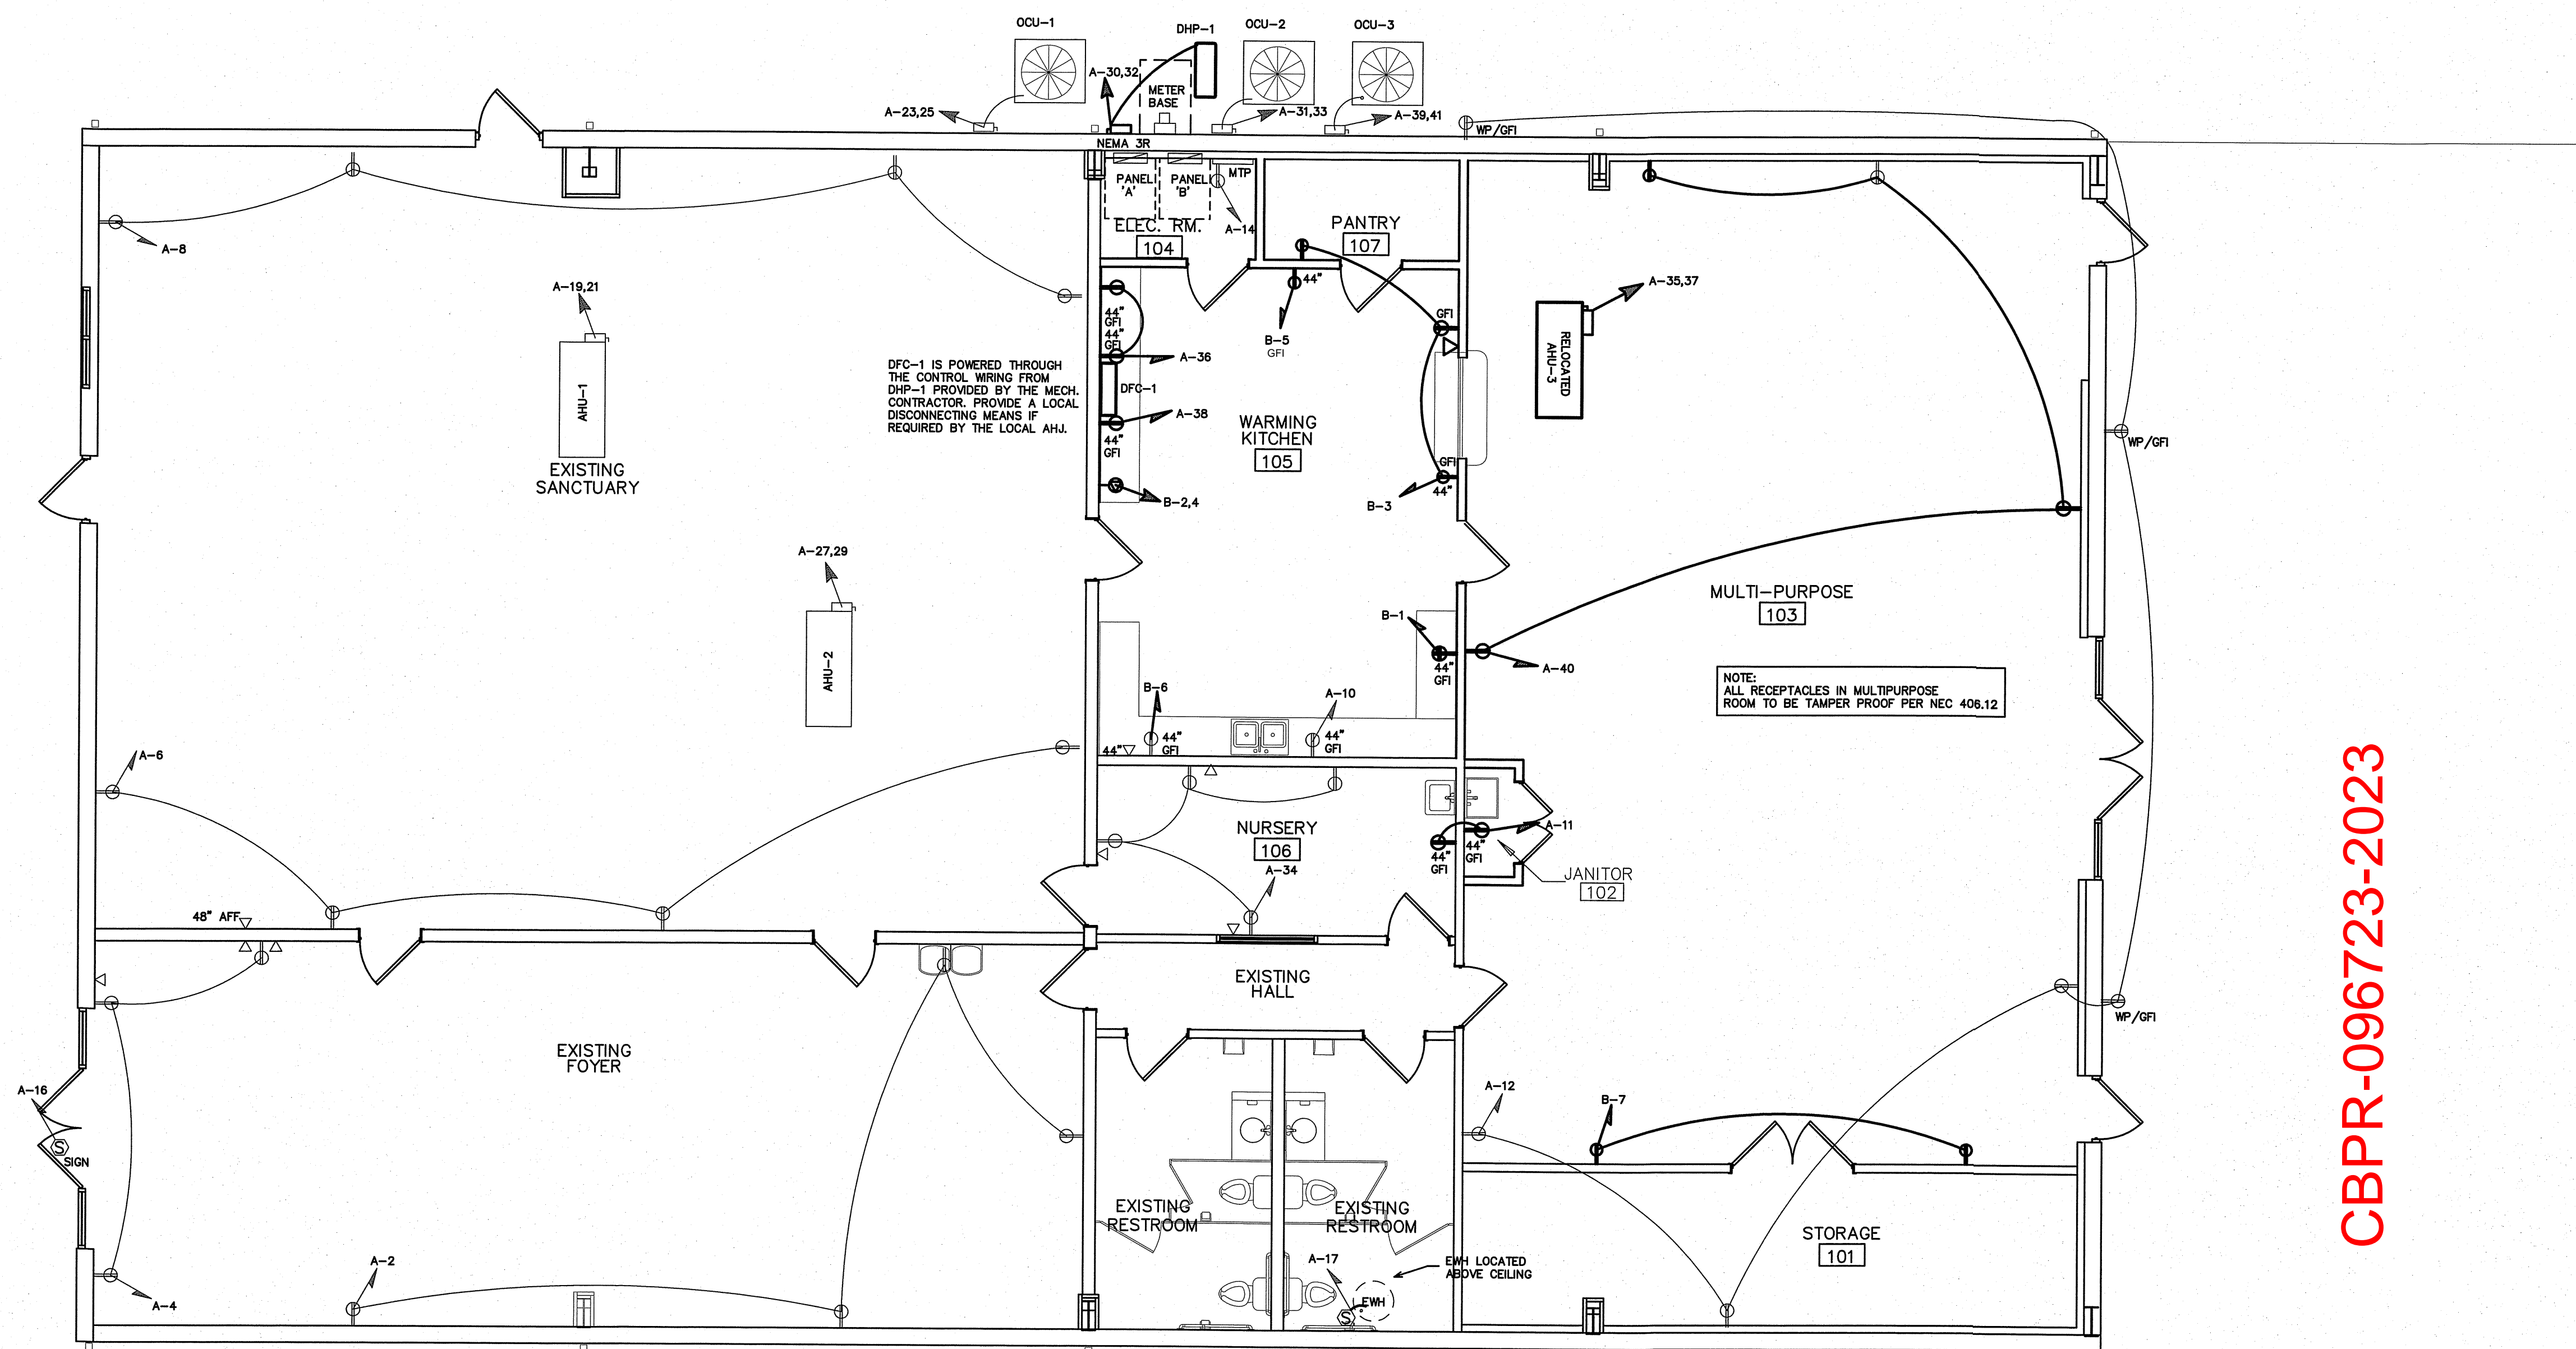 OCU-1
DHP-1
OCU-2
OCU-3
A-30,32
METER
BASE
A-23,25
A-31,33
A-39,41
WP/GFI
NEMA 3R
PANEL
'A'
PANEL
'B'
MTP
A-14
ELEC. RM.
104
PANTRY
107
A-8
A-19,21
AHU-1
EXISTING
SANCTUARY
DFC-1 IS POWERED THROUGH
THE CONTROL WIRING FROM
DHP-1 PROVIDED BY THE MECH.
CONTRACTOR. PROVIDE A LOCAL
DISCONNECTING MEANS IF
REQUIRED BY THE LOCAL AHJ.
44"
GFI
44"
GFI
A-36
DFC-1
A-38
44"
GFI
B-2,4
44"
B-5
GFI
GFI
WARMING
KITCHEN
105
GFI
44"
B-3
A-35,37
RELOCATED
AHU-3
WP/GFI
A-27,29
AHU-2
MULTI-PURPOSE
103
B-1
44"
GFI
A-40
NOTE:
ALL RECEPTACLES IN MULTIPURPOSE
ROOM TO BE TAMPER PROOF PER NEC 406.12
B-6
A-10
44"
44"
GFI
44"
GFI
A-6
NURSERY
106
A-34
44"
GFI
44"
GFI
A-11
JANITOR
102
48" AFF
EXISTING
HALL
EXISTING
FOYER
WP/GFI
A-16
S
SIGN
A-12
B-7
EXISTING
RESTROOM
EXISTING
RESTROOM
STORAGE
101
A-2
A-4
A-17
EWH LOCATED
ABOVE CEILING
EWH
S
CBPR-096723-2023